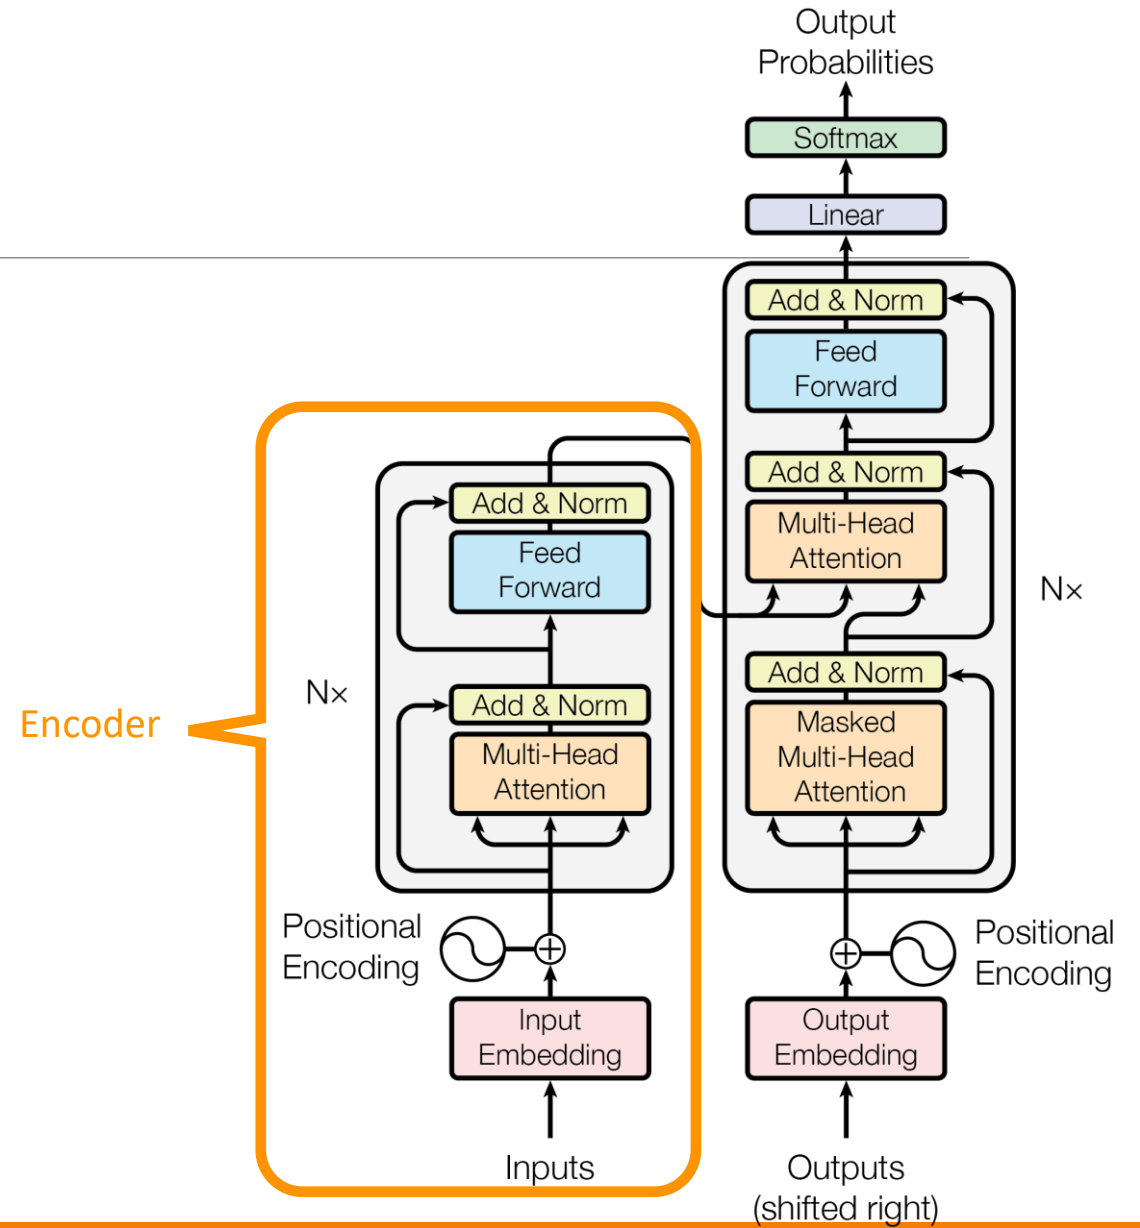 Output
Probabilities
Softmax
Linear
Add & Norm
Feed
Forward
Add & Norm
Multi-Head
Attention
N×
Add & Norm
Masked
Multi-Head
Attention
Positional
Encoding
Output
Embedding
Outputs
(shifted right)
Encoder
N×
Add & Norm
Feed
Forward
Add & Norm
Multi-Head
Attention
Positional
Encoding
Input
Embedding
Inputs